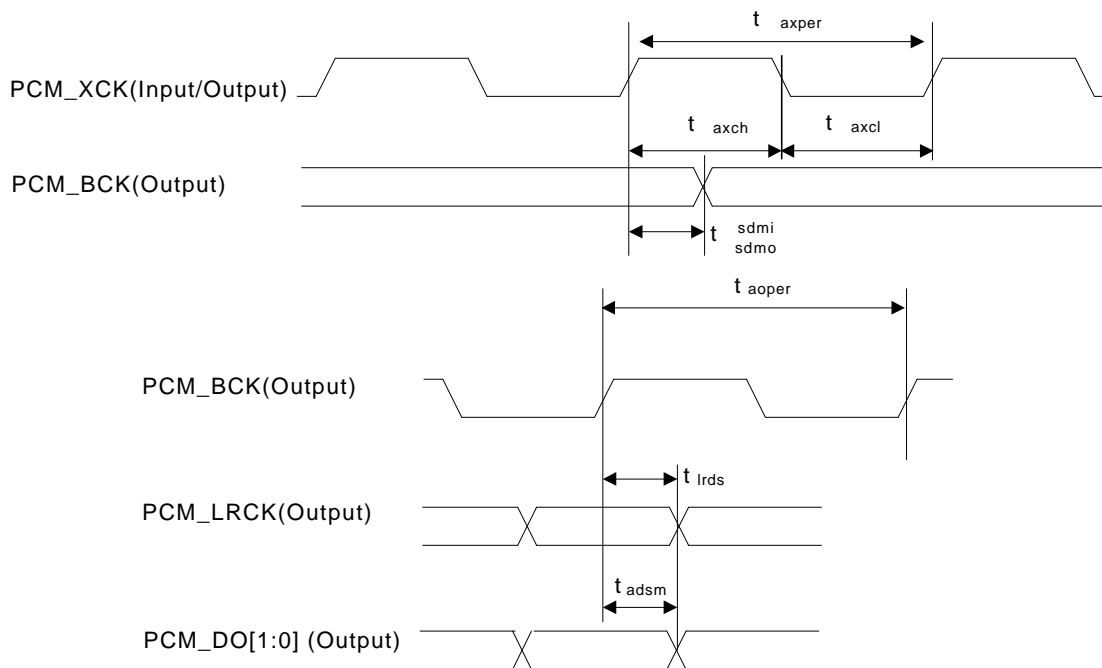 t axper
PCM_XCK(Input/Output)
t axch
t axcl
PCM_BCK(Output)
t sdmi
sdmo
t aoper
PCM_BCK(Output)
t lrds
PCM_LRCK(Output)
t adsm
PCM_DO[1:0] (Output)